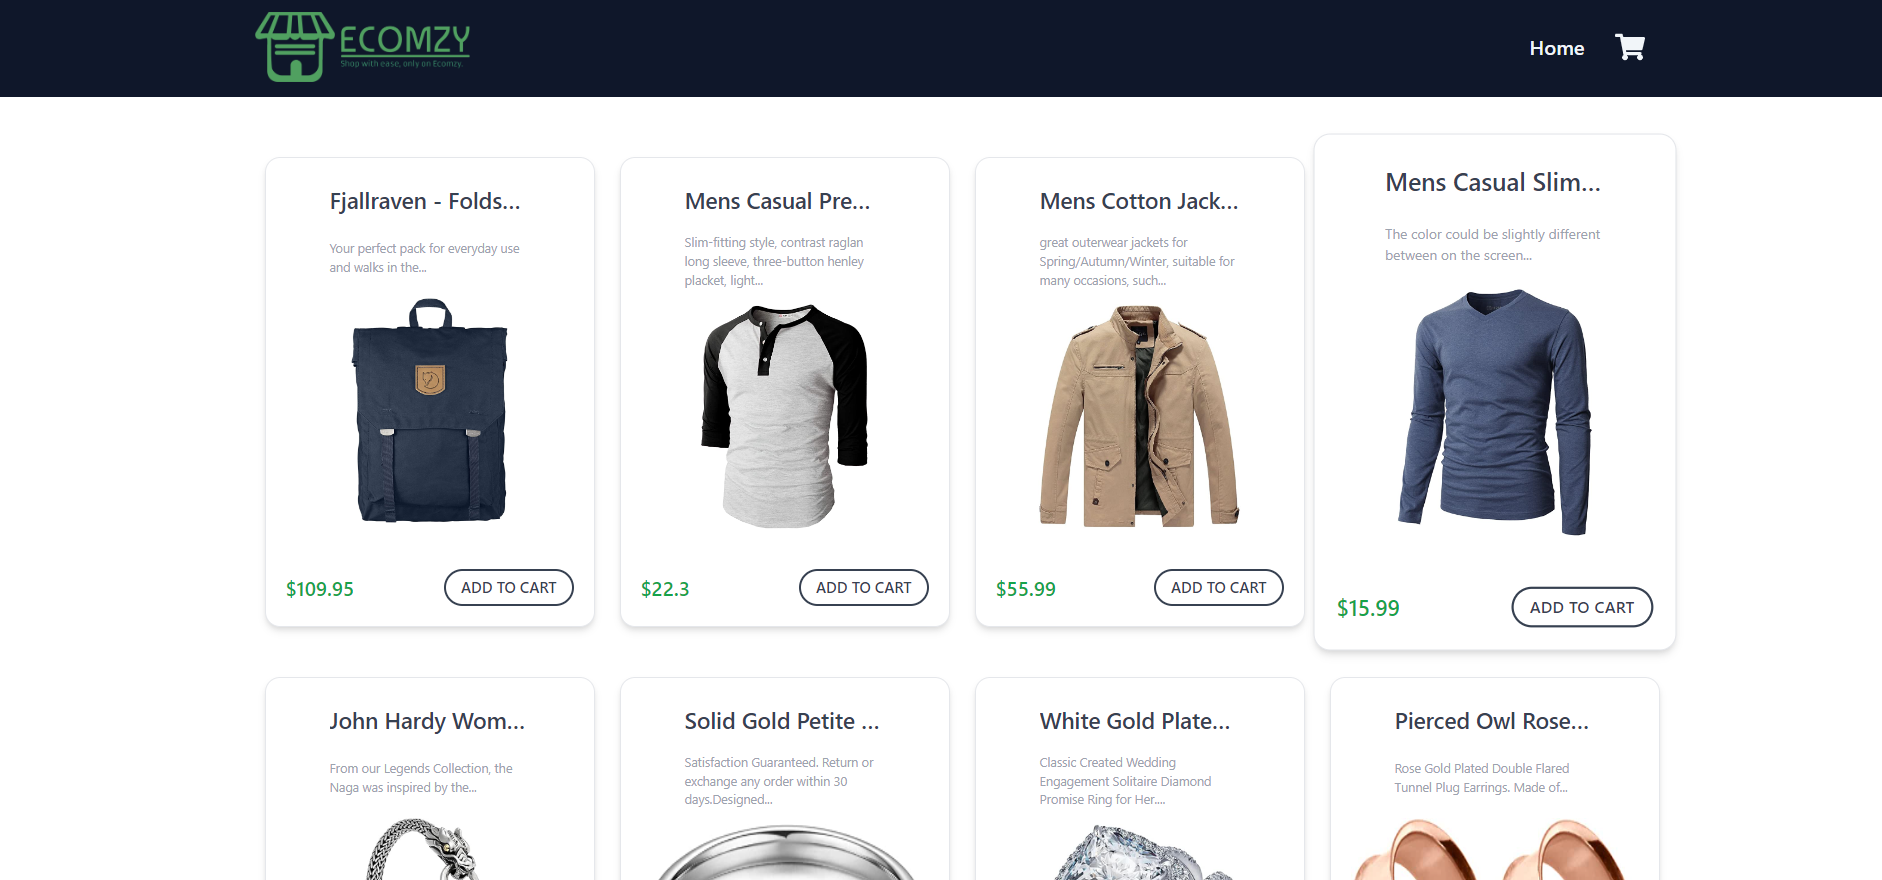 ECOMZY
Shop with ease, only on Ecomzy.
Home
Fjallraven - Folds...
Your perfect pack for everyday use
and walks in the...
$109.95
ADD TO CART
Mens Casual Pre...
Slim-fitting style, contrast raglan
long sleeve, three-button henley
placket, light...
$22.3
ADD TO CART
Mens Cotton Jack...
great outerwear jackets for
Spring/Autumn/Winter, suitable for
many occasions, such...
$55.99
ADD TO CART
Mens Casual Slim...
The color could be slightly different
between on the screen...
$15.99
ADD TO CART
John Hardy Wom...
From our Legends Collection, the
Naga was inspired by the...
Solid Gold Petite ...
Satisfaction Guaranteed. Return or
exchange any order within 30
days.Designed...
White Gold Plate...
Classic Created Wedding
Engagement Solitaire Diamond
Promise Ring for Her....
Pierced Owl Rose...
Rose Gold Plated Double Flared
Tunnel Plug Earrings. Made of...